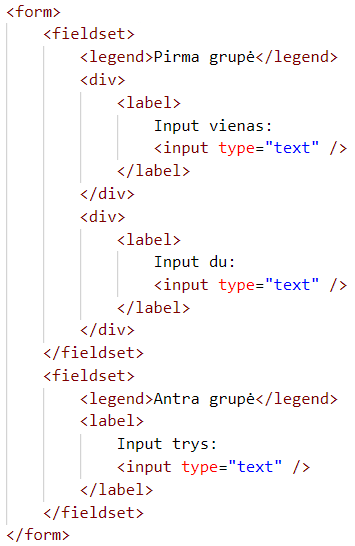 <form>
    <fieldset>
        <legend>Pirma grupė</legend>
        <div>
            <label>
                Input vienas:
                <input type="text" />
            </label>
        </div>
        <div>
            <label>
                Input du:
                <input type="text" />
            </label>
        </div>
    </fieldset>
    <fieldset>
        <legend>Antra grupė</legend>
        <label>
            Input trys:
            <input type="text" />
        </label>
    </fieldset>
</form>